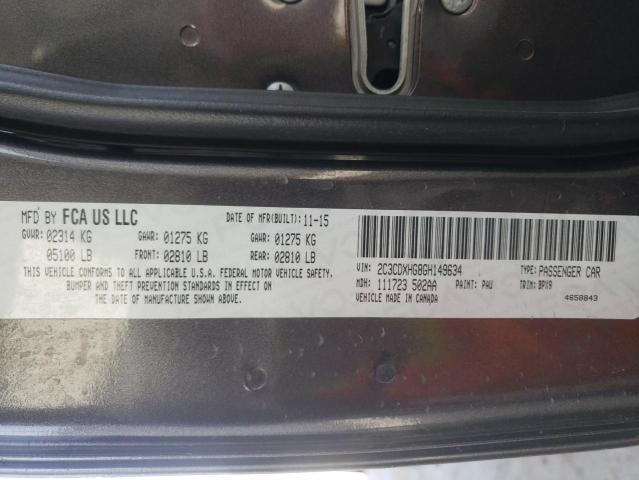 MFD BY FCA US LLC DATE OF MFR(BUILT): 11-15
GVWR: 02314 KG GAWR: 01275 KG GAWR: 01275 KG
05100 LB FRONT: 02810 LB REAR: 02810 LB
THIS VEHICLE CONFORMS TO ALL APPLICABLE U.S.A. FEDERAL MOTOR VEHICLE SAFETY,
BUMPER AND THEFT PREVENTION STANDARDS IN EFFECT ON
THE DATE OF MANUFACTURE SHOWN ABOVE.
VIN: 2C3CDXHG8GH149634 TYPE: PASSENGER CAR
MDH: 111723 502AA PAINT: PAU TRIM: BPX9
VEHICLE MADE IN CANADA 4658843